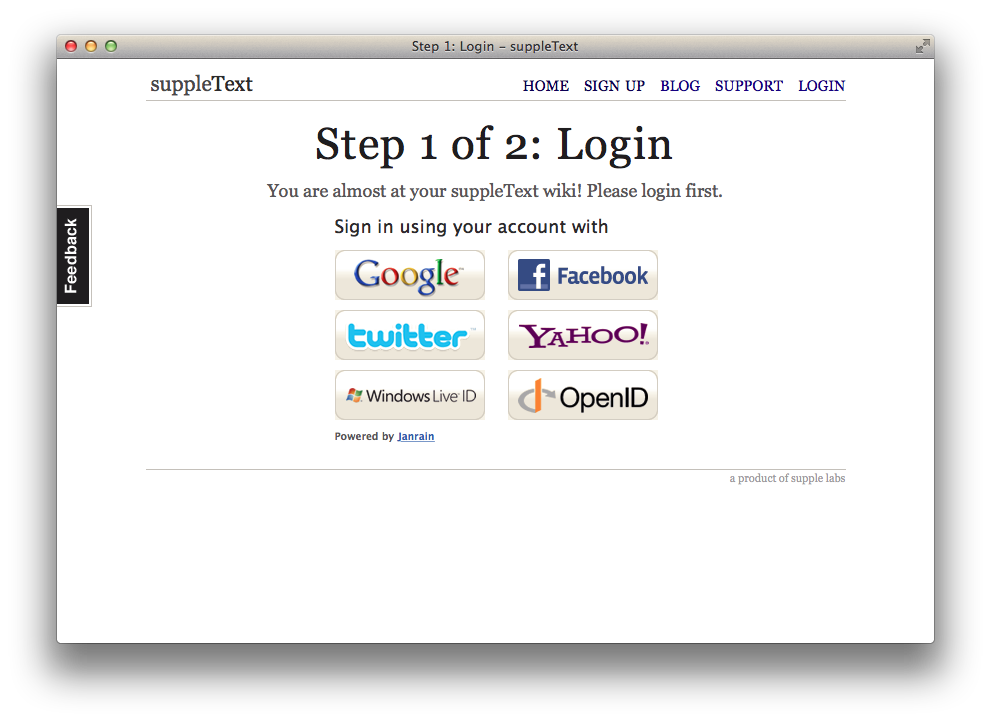 Step 1: Login – suppleText
suppleText
HOME SIGN UP BLOG SUPPORT LOGIN
Step 1 of 2: Login
You are almost at your suppleText wiki! Please login first.
Feedback
Sign in using your account with
Google™ Facebook
twitter™ YAHOO!
Windows Live ID OpenID
Powered by Janrain
a product of supple labs